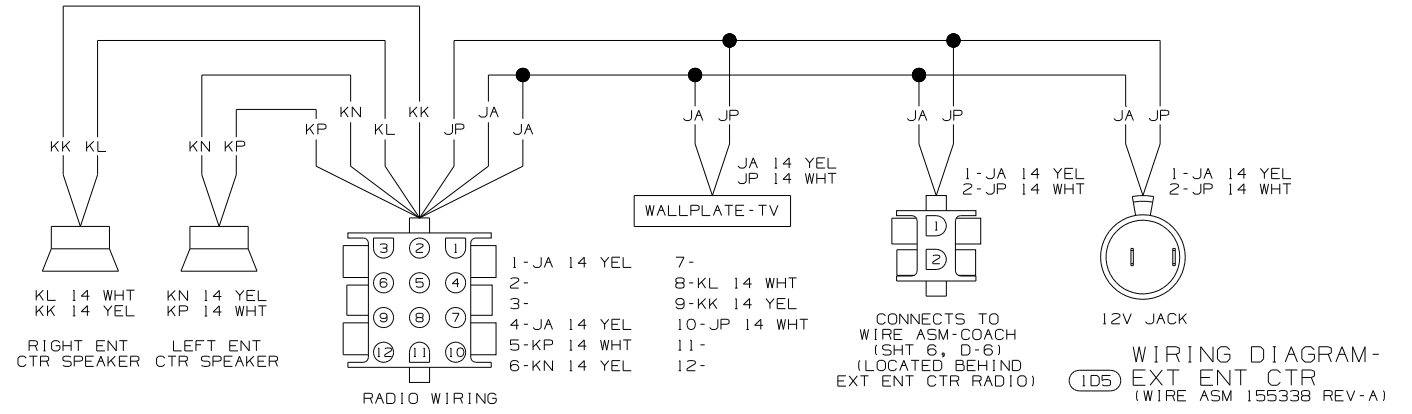 KK KL
KN KP
KP KN KL KK JP JA JA
JA JP
JA JP
JA JP
JA 14 YEL
JP 14 WHT
WALLPLATE-TV
1-JA 14 YEL
2-JP 14 WHT
1-JA 14 YEL
2-JP 14 WHT
KL 14 WHT
KK 14 YEL
RIGHT ENT
CTR SPEAKER
KN 14 YEL
KP 14 WHT
LEFT ENT
CTR SPEAKER
3 2 1
6 5 4
9 8 7
12 11 10
RADIO WIRING
1-JA 14 YEL
2-
3-
4-JA 14 YEL
5-KP 14 WHT
6-KN 14 YEL
7-
8-KL 14 WHT
9-KK 14 YEL
10-JP 14 WHT
11-
12-
1
2
CONNECTS TO
WIRE ASM-COACH
(SHT 6, D-6)
(LOCATED BEHIND
EXT ENT CTR RADIO)
12V JACK
1D5
WIRING DIAGRAM-
EXT ENT CTR
(WIRE ASM 155338 REV-A)